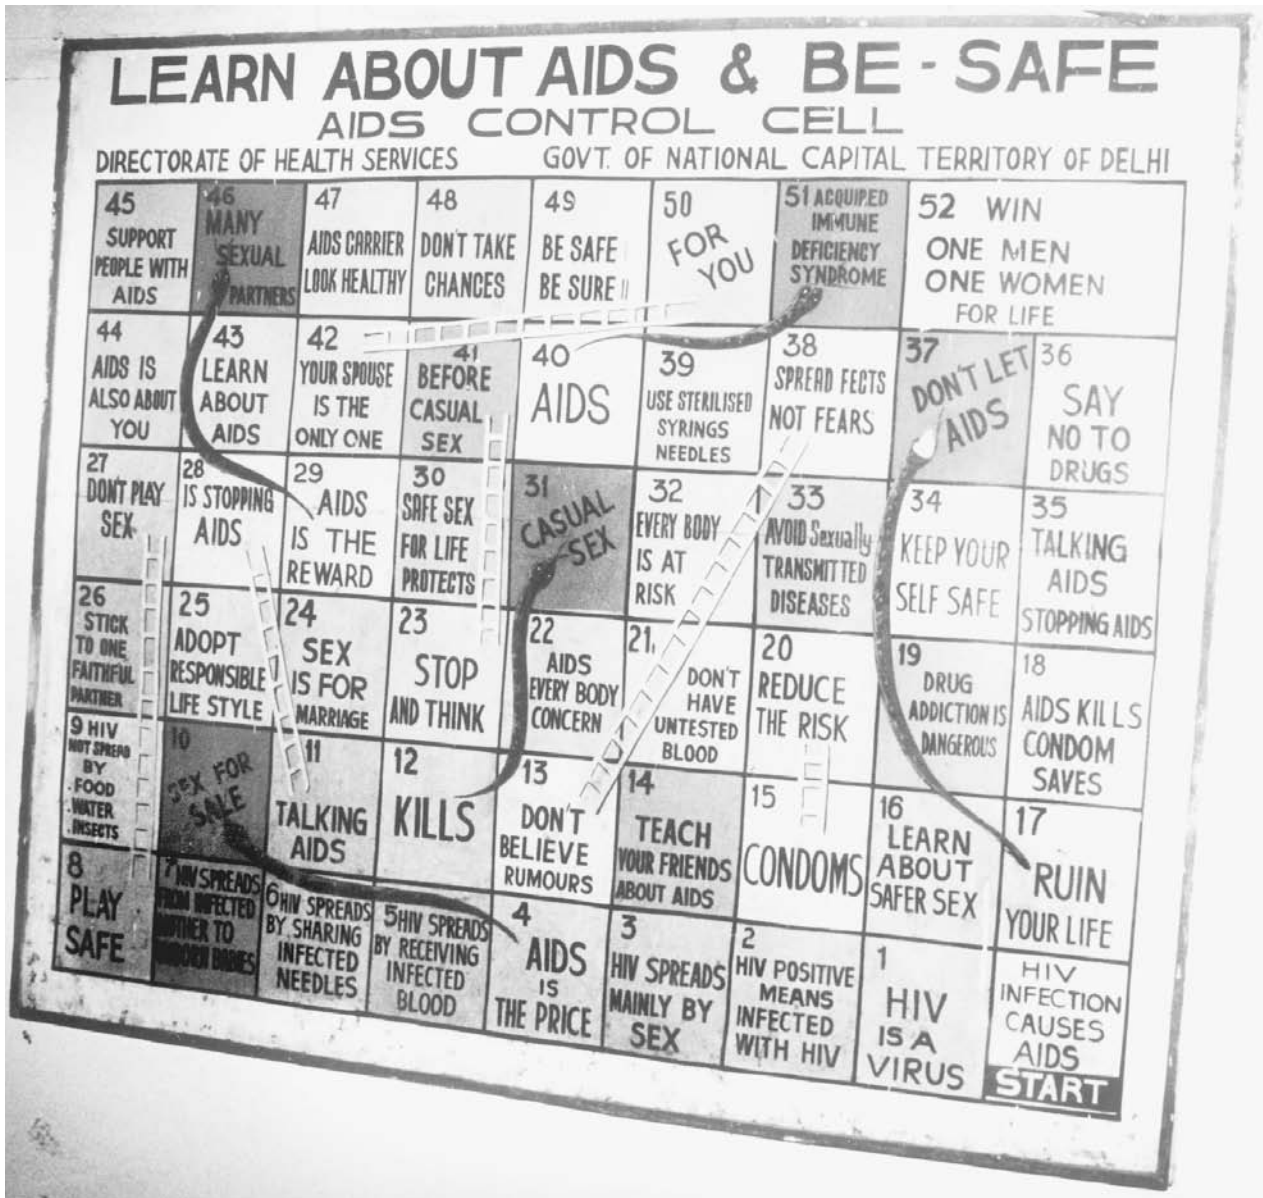 LEARN ABOUT AIDS & BE-SAFE
AIDS CONTROL CELL
DIRECTORATE OF HEALTH SERVICES GOVT. OF NATIONAL CAPITAL TERRITORY OF DELHI
45
SUPPORT
PEOPLE WITH
AIDS
46
MANY
SEXUAL
PARTNERS
47
AIDS CARRIER
LOOK HEALTHY
48
DON'T TAKE
CHANCES
49
BE SAFE
BE SURE !!
50
FOR
YOU
51 ACQUIRED
IMMUNE
DEFICIENCY
SYNDROME
52 WIN
ONE MEN
ONE WOMEN
FOR LIFE
44
AIDS IS
ALSO ABOUT
YOU
43
LEARN
ABOUT
AIDS
42
YOUR SPOUSE
IS THE
ONLY ONE
41
BEFORE
CASUAL
SEX
40
AIDS
39
USE STERILISED
SYRINGS
NEEDLES
38
SPREAD FECTS
NOT FEARS
37
DON'T LET
AIDS
36
SAY
NO TO
DRUGS
27
DON'T PLAY
SEX
28
IS STOPPING
AIDS
29
AIDS
IS THE
REWARD
30
SAFE SEX
FOR LIFE
PROTECTS
31
CASUAL
SEX
32
EVERY BODY
IS AT
RISK
33
AVOID Sexually
TRANSMITTED
DISEASES
34
KEEP YOUR
SELF SAFE
35
TALKING
AIDS
STOPPING AIDS
26
STICK
TO ONE
FAITHFUL
PARTNER
25
ADOPT
RESPONSIBLE
LIFE STYLE
24
SEX
IS FOR
MARRIAGE
23
STOP
AND THINK
22
AIDS
EVERY BODY
CONCERN
21
DON'T
HAVE
UNTESTED
BLOOD
20
REDUCE
THE RISK
19
DRUG
ADDICTION IS
DANGEROUS
18
AIDS KILLS
CONDOM
SAVES
9 HIV
NOT SPREAD
BY
.FOOD
.WATER
.INSECTS
10
SEX FOR
SALE
11
TALKING
AIDS
12
KILLS
13
DON'T
BELIEVE
RUMOURS
14
TEACH
YOUR FRIENDS
ABOUT AIDS
15
CONDOMS
16
LEARN
ABOUT
SAFER SEX
17
RUIN
YOUR LIFE
8
PLAY
SAFE
7 HIV SPREADS
FROM INFECTED
MOTHER TO
UNBORN BABIES
6 HIV SPREADS
BY SHARING
INFECTED
NEEDLES
5 HIV SPREADS
BY RECEIVING
INFECTED
BLOOD
4
AIDS
IS
THE PRICE
3
HIV SPREADS
MAINLY BY
SEX
2
HIV POSITIVE
MEANS
INFECTED
WITH HIV
1
HIV
IS A
VIRUS
HIV
INFECTION
CAUSES
AIDS
START